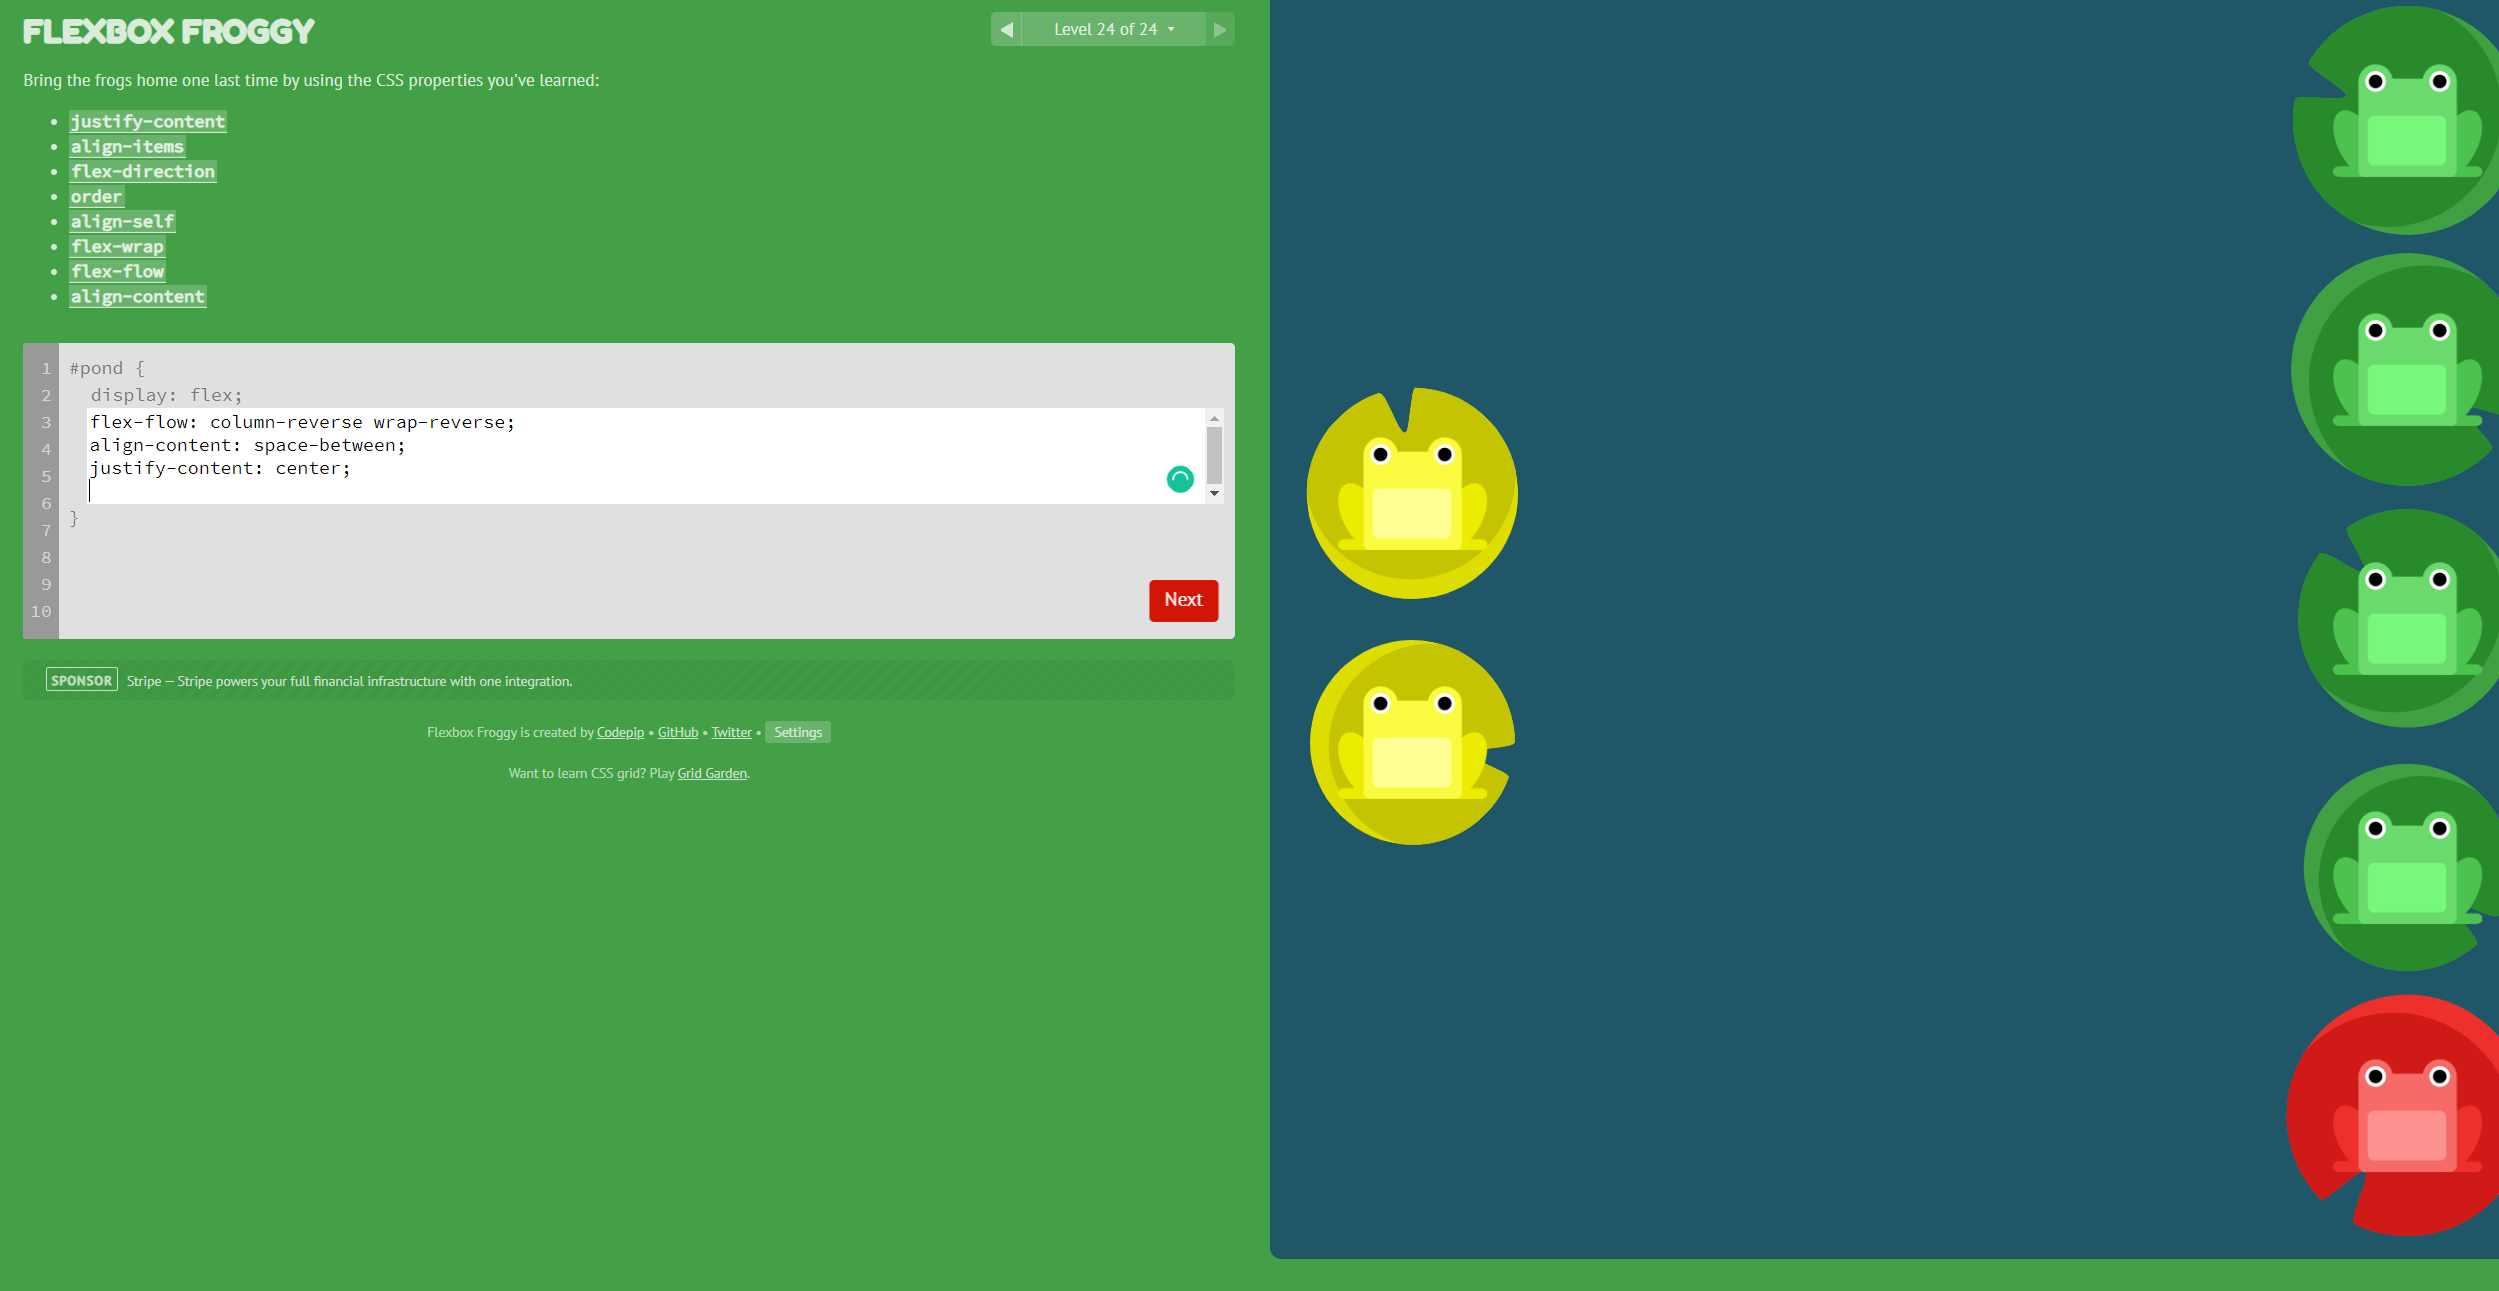 FLEXBOX FROGGY
Level 24 of 24
Bring the frogs home one last time by using the CSS properties you've learned:
justify-content
align-items
flex-direction
order
align-self
flex-wrap
flex-flow
align-content
1 #pond {
2 display: flex;
3 flex-flow: column-reverse wrap-reverse;
4 align-content: space-between;
5 justify-content: center;
6
7 }
8
9
10
Next
SPONSOR Stripe — Stripe powers your full financial infrastructure with one integration.
Flexbox Froggy is created by Codepip • GitHub • Twitter • Settings
Want to learn CSS grid? Play Grid Garden.